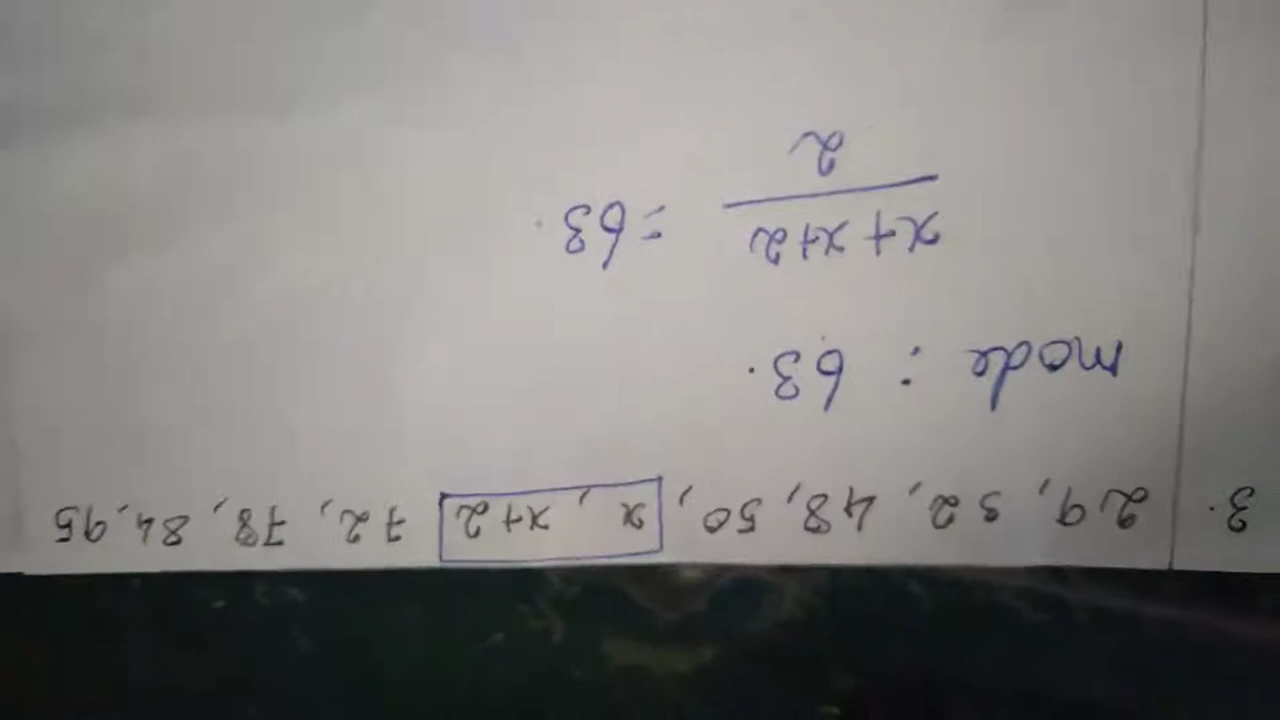 3. 29, 32, 48, 50, x, x+2 72, 78, 84, 95
mode : 63.
x+x+2
= 63.
2